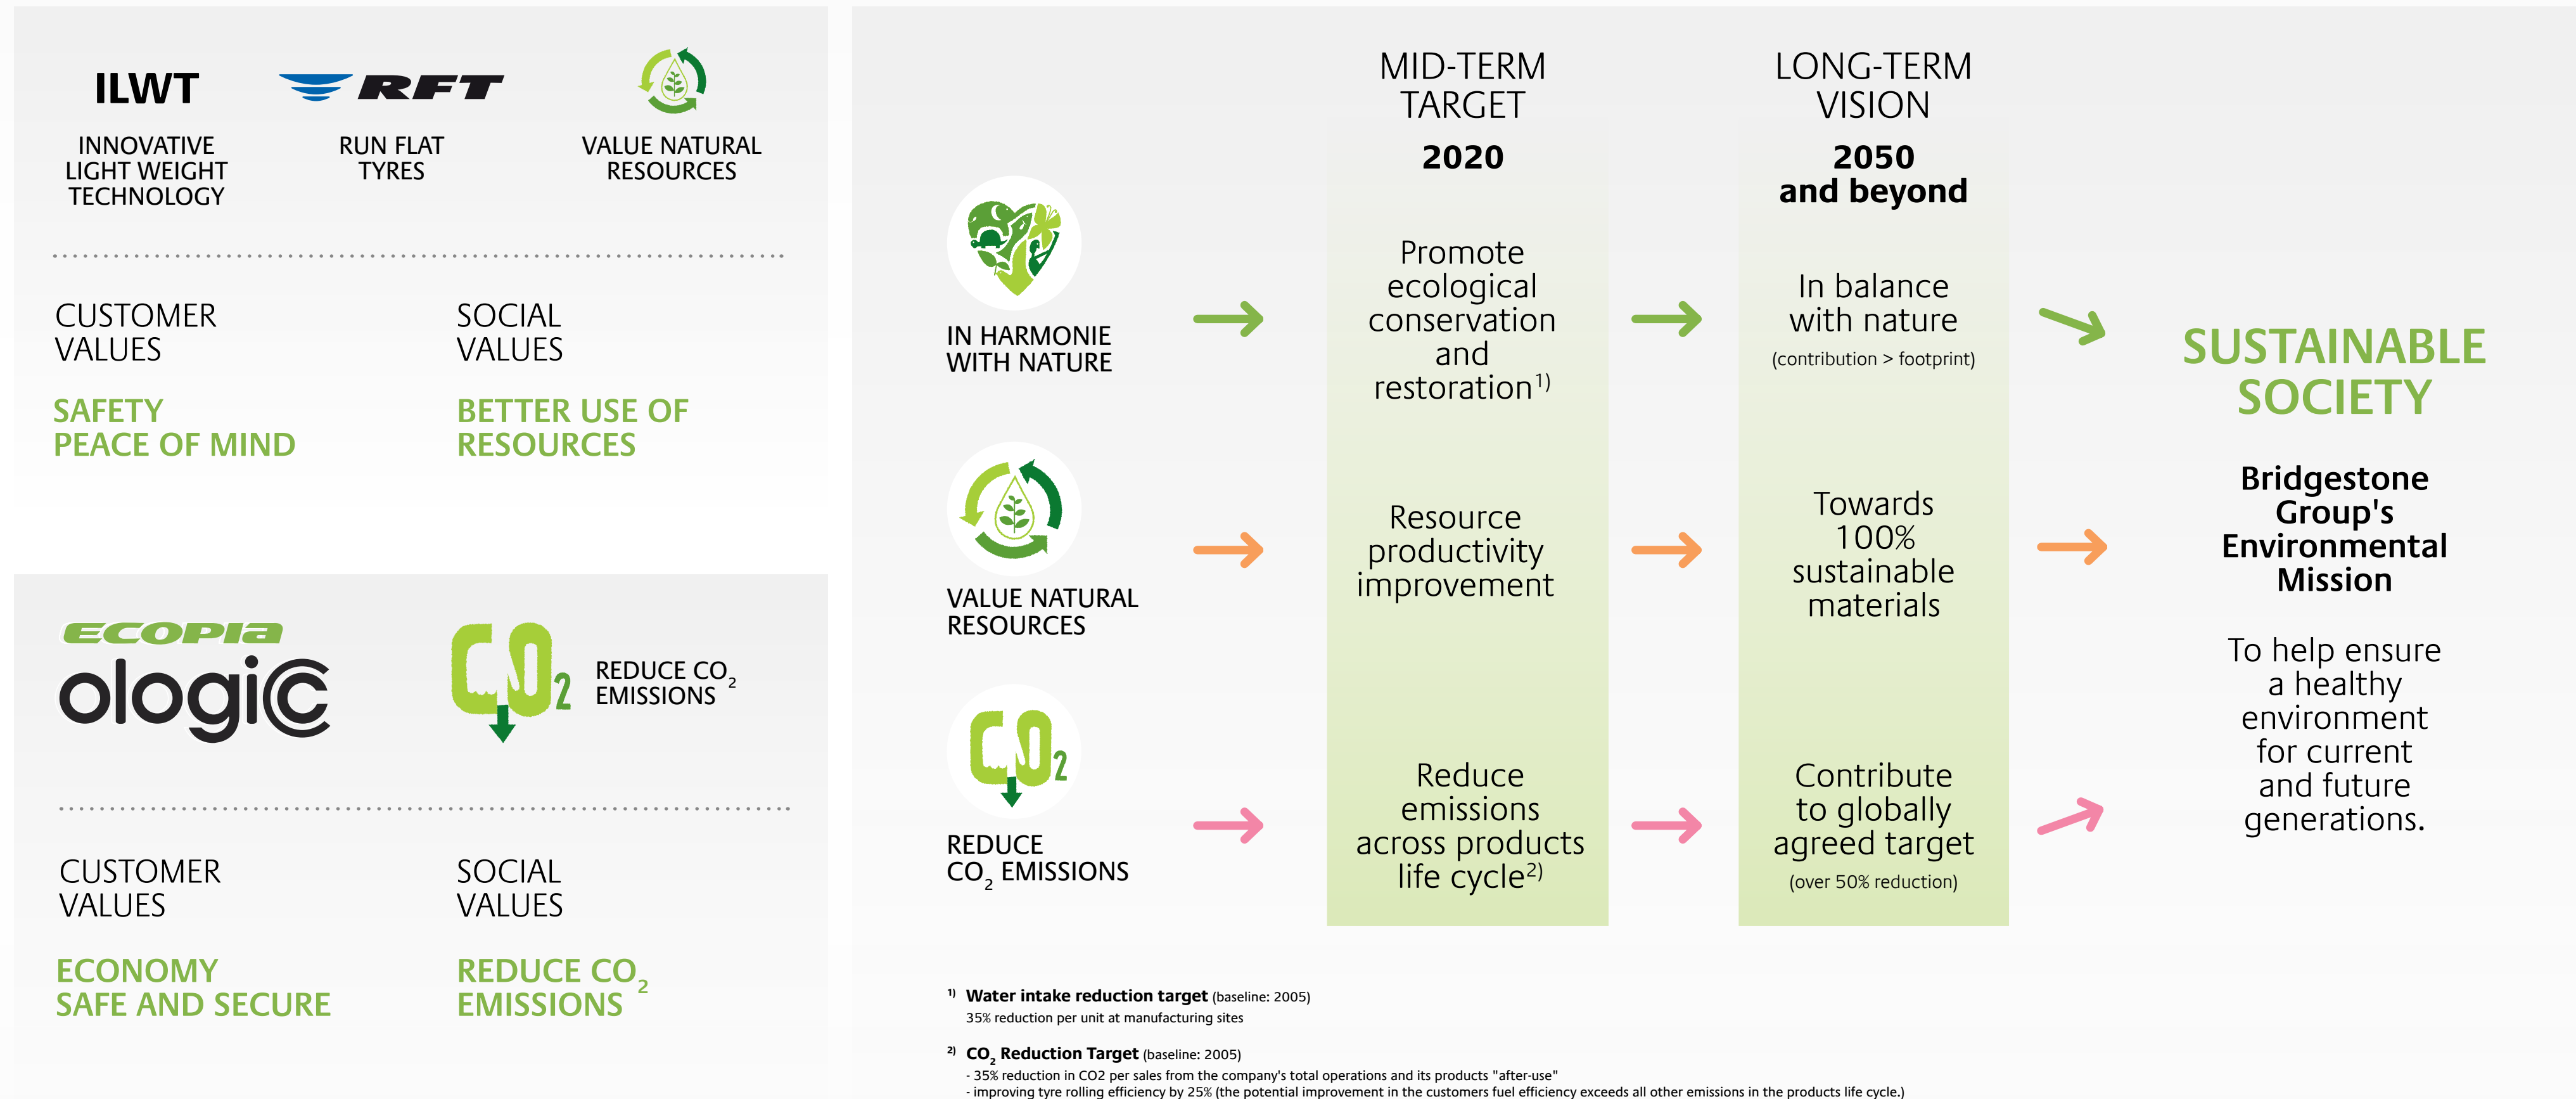 ILWT
INNOVATIVE
LIGHT WEIGHT
TECHNOLOGY
RFT
RUN FLAT
TYRES
VALUE NATURAL
RESOURCES
CUSTOMER
VALUES
SAFETY
PEACE OF MIND
SOCIAL
VALUES
BETTER USE OF
RESOURCES
ECOPIA
ologic
CO2
REDUCE CO2
EMISSIONS
CUSTOMER
VALUES
ECONOMY
SAFE AND SECURE
SOCIAL
VALUES
REDUCE CO2
EMISSIONS
MID-TERM
TARGET
2020
LONG-TERM
VISION
2050
and beyond
IN HARMONIE
WITH NATURE
Promote
ecological
conservation
and
restoration1)
In balance
with nature
(contribution > footprint)
VALUE NATURAL
RESOURCES
Resource
productivity
improvement
Towards
100%
sustainable
materials
CO2
REDUCE
CO2 EMISSIONS
Reduce
emissions
across products
life cycle2)
Contribute
to globally
agreed target
(over 50% reduction)
SUSTAINABLE
SOCIETY
Bridgestone
Group's
Environmental
Mission
To help ensure
a healthy
environment
for current
and future
generations.
1) Water intake reduction target (baseline: 2005)
35% reduction per unit at manufacturing sites
2) CO2 Reduction Target (baseline: 2005)
- 35% reduction in CO2 per sales from the company's total operations and its products "after-use"
- improving tyre rolling efficiency by 25% (the potential improvement in the customers fuel efficiency exceeds all other emissions in the products life cycle.)